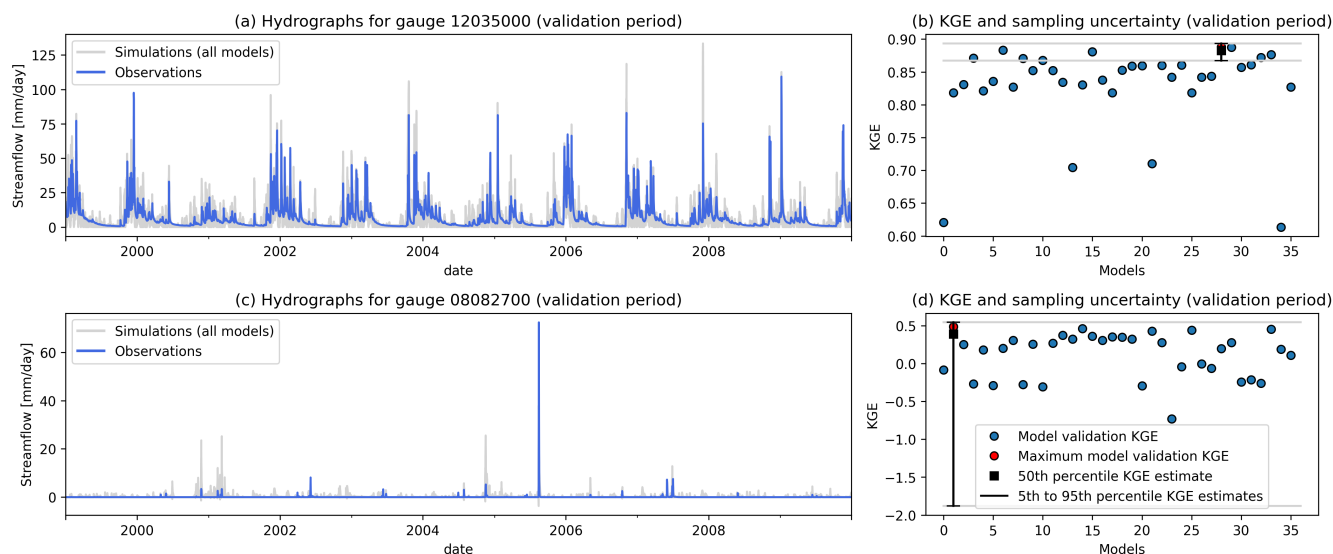 (a) Hydrographs for gauge 12035000 (validation period)
Streamflow [mm/day]
125
100
75
50
25
0
Simulations (all models)
Observations
2000
2002
2004
2006
2008
date
(b) KGE and sampling uncertainty (validation period)
KGE
0.90
0.85
0.80
0.75
0.70
0.65
0.60
0
5
10
15
20
25
30
35
Models
(c) Hydrographs for gauge 08082700 (validation period)
Streamflow [mm/day]
60
40
20
0
Simulations (all models)
Observations
2000
2002
2004
2006
2008
date
(d) KGE and sampling uncertainty (validation period)
KGE
0.5
0.0
−0.5
−1.0
−1.5
−2.0
Model validation KGE
Maximum model validation KGE
50th percentile KGE estimate
5th to 95th percentile KGE estimates
0
5
10
15
20
25
30
35
Models